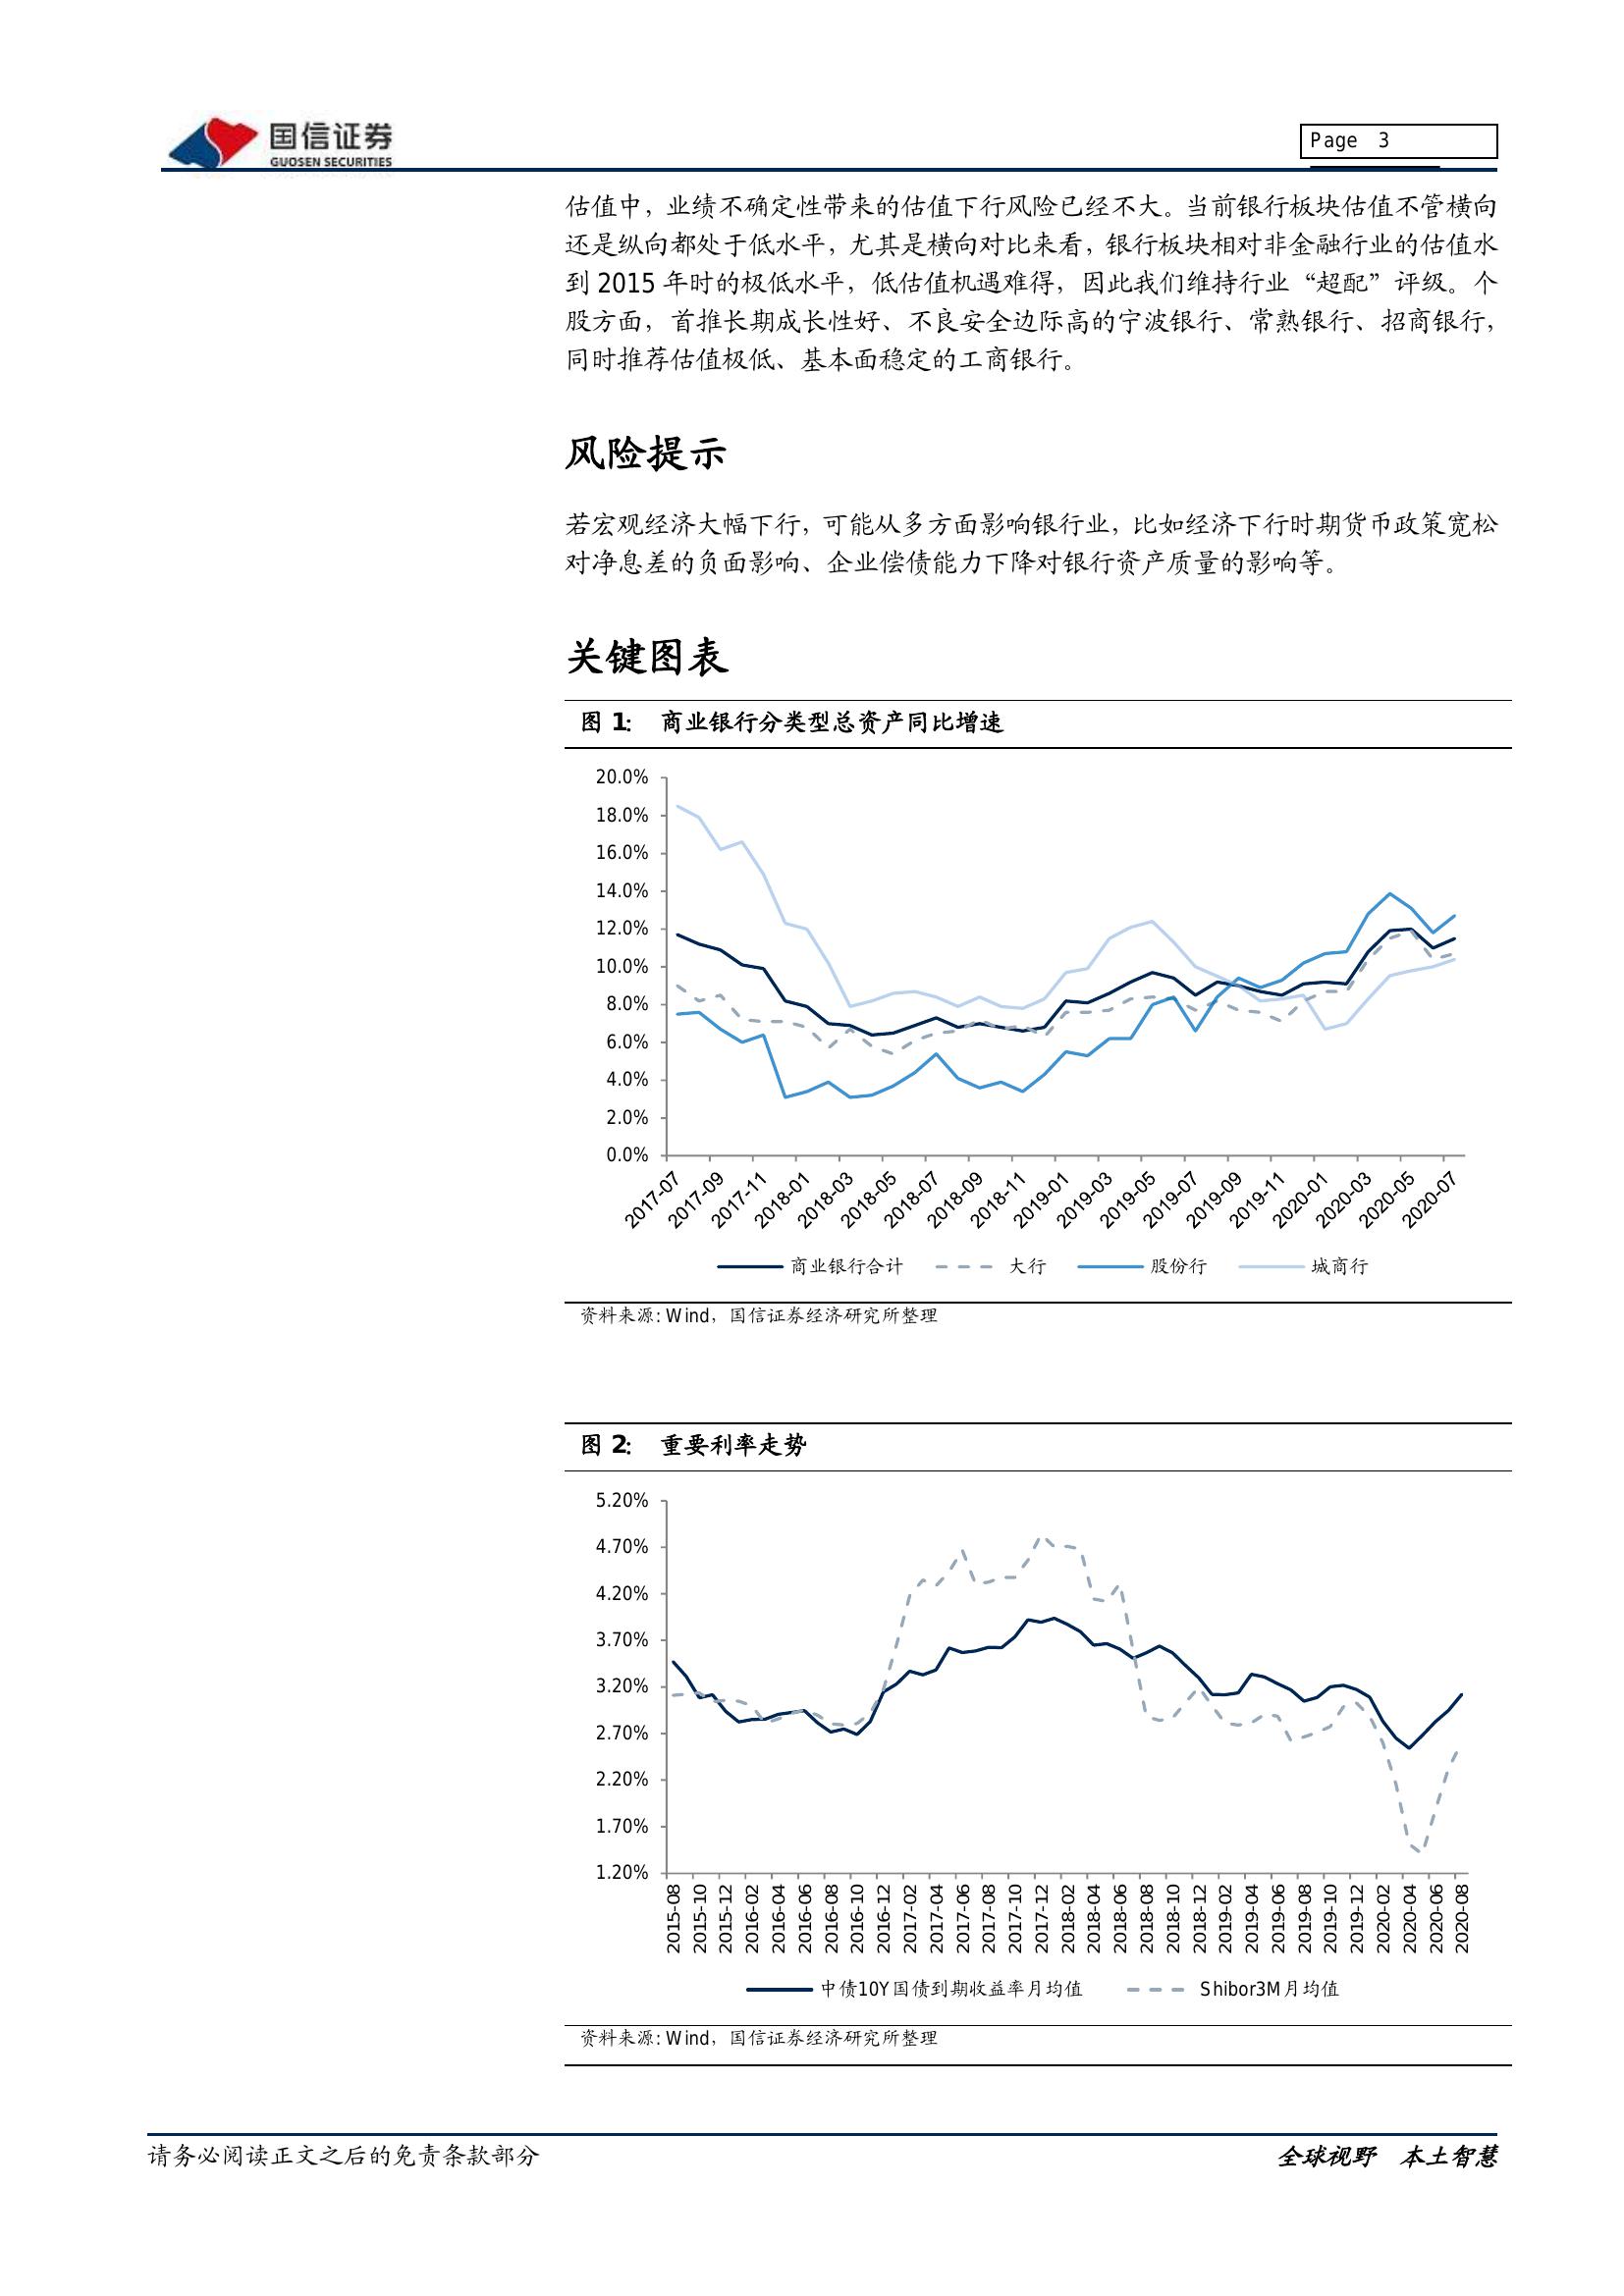 国信证券
GUOSEN SECURITIES
Page 3
估值中，业绩不确定性带来的估值下行风险已经不大。当前银行板块估值不管横向
还是纵向都处于低水平，尤其是横向对比来看，银行板块相对非金融行业的估值水
到 2015 年时的极低水平，低估值机遇难得，因此我们维持行业“超配”评级。个
股方面，首推长期成长性好、不良安全边际高的宁波银行、常熟银行、招商银行，
同时推荐估值极低、基本面稳定的工商银行。
风险提示
若宏观经济大幅下行，可能从多方面影响银行业，比如经济下行时期货币政策宽松
对净息差的负面影响、企业偿债能力下降对银行资产质量的影响等。
关键图表
图 1： 商业银行分类型总资产同比增速
20.0%
18.0%
16.0%
14.0%
12.0%
10.0%
8.0%
6.0%
4.0%
2.0%
0.0%
2017-07 2017-09 2017-11 2018-01 2018-03 2018-05 2018-07 2018-09 2018-11 2019-01 2019-03 2019-05 2019-07 2019-09 2019-11 2020-01 2020-03 2020-05 2020-07
商业银行合计 大行 股份行 城商行
资料来源：Wind，国信证券经济研究所整理
图 2： 重要利率走势
5.20%
4.70%
4.20%
3.70%
3.20%
2.70%
2.20%
1.70%
1.20%
2015-08 2015-10 2015-12 2016-02 2016-04 2016-06 2016-08 2016-10 2016-12 2017-02 2017-04 2017-06 2017-08 2017-10 2017-12 2018-02 2018-04 2018-06 2018-08 2018-10 2018-12 2019-02 2019-04 2019-06 2019-08 2019-10 2019-12 2020-02 2020-04 2020-06 2020-08
中债10Y国债到期收益率月均值 Shibor3M月均值
资料来源：Wind，国信证券经济研究所整理
请务必阅读正文之后的免责条款部分
全球视野 本土智慧